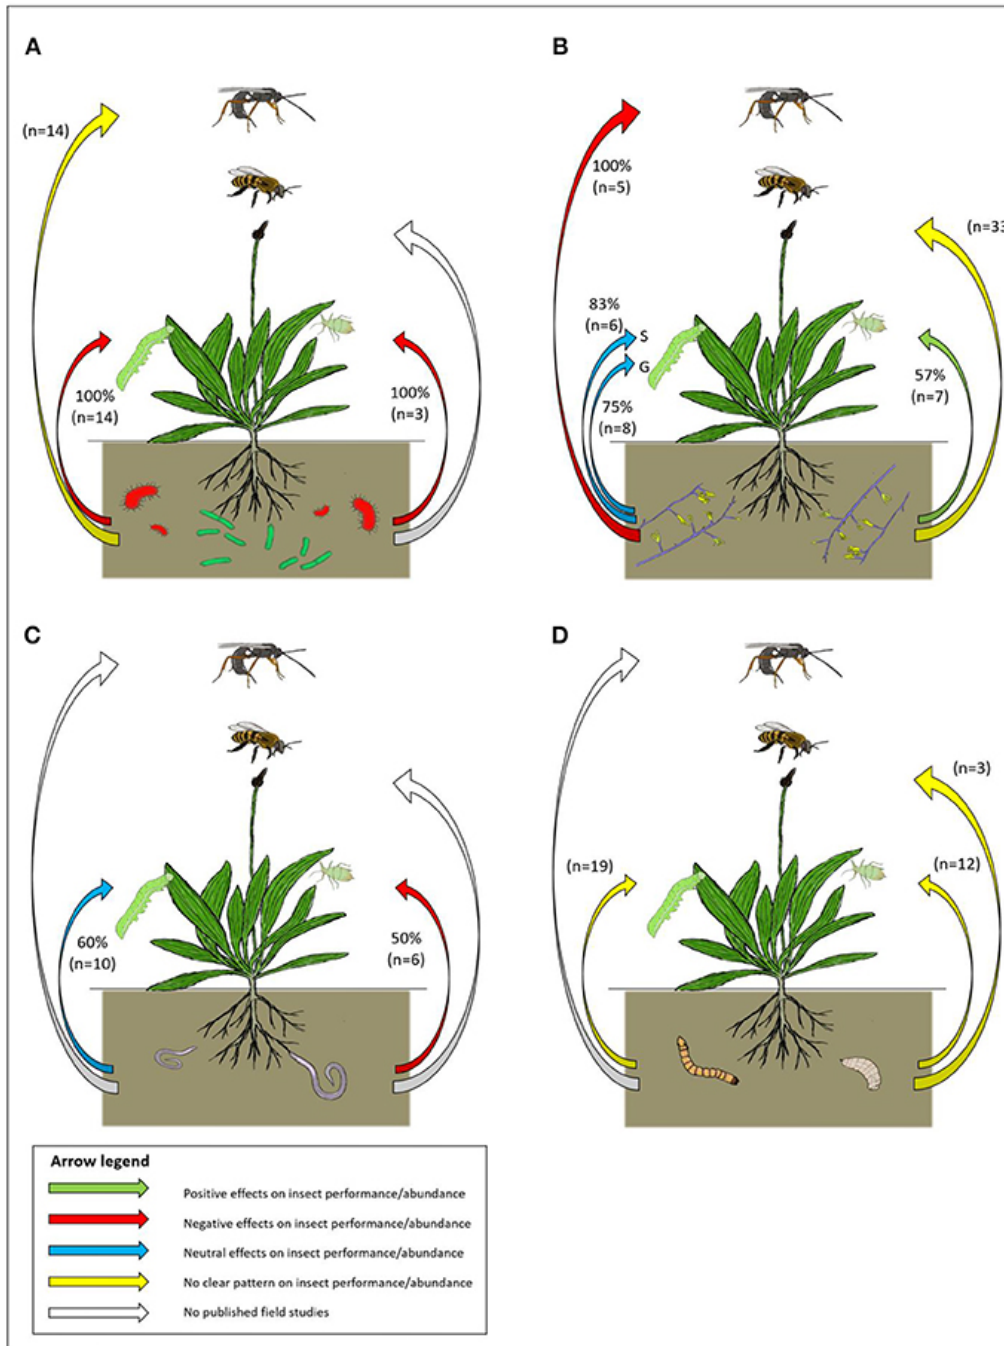 A
B
(n=14)
100%
(n=5)
(n=33
83%
(n=6)
S
G
100%
(n=14)
100%
(n=3)
75%
(n=8)
57%
(n=7)
C
D
(n=3)
(n=19)
(n=12)
60%
(n=10)
50%
(n=6)
Arrow legend
Positive effects on insect performance/abundance
Negative effects on insect performance/abundance
Neutral effects on insect performance/abundance
No clear pattern on insect performance/abundance
No published field studies